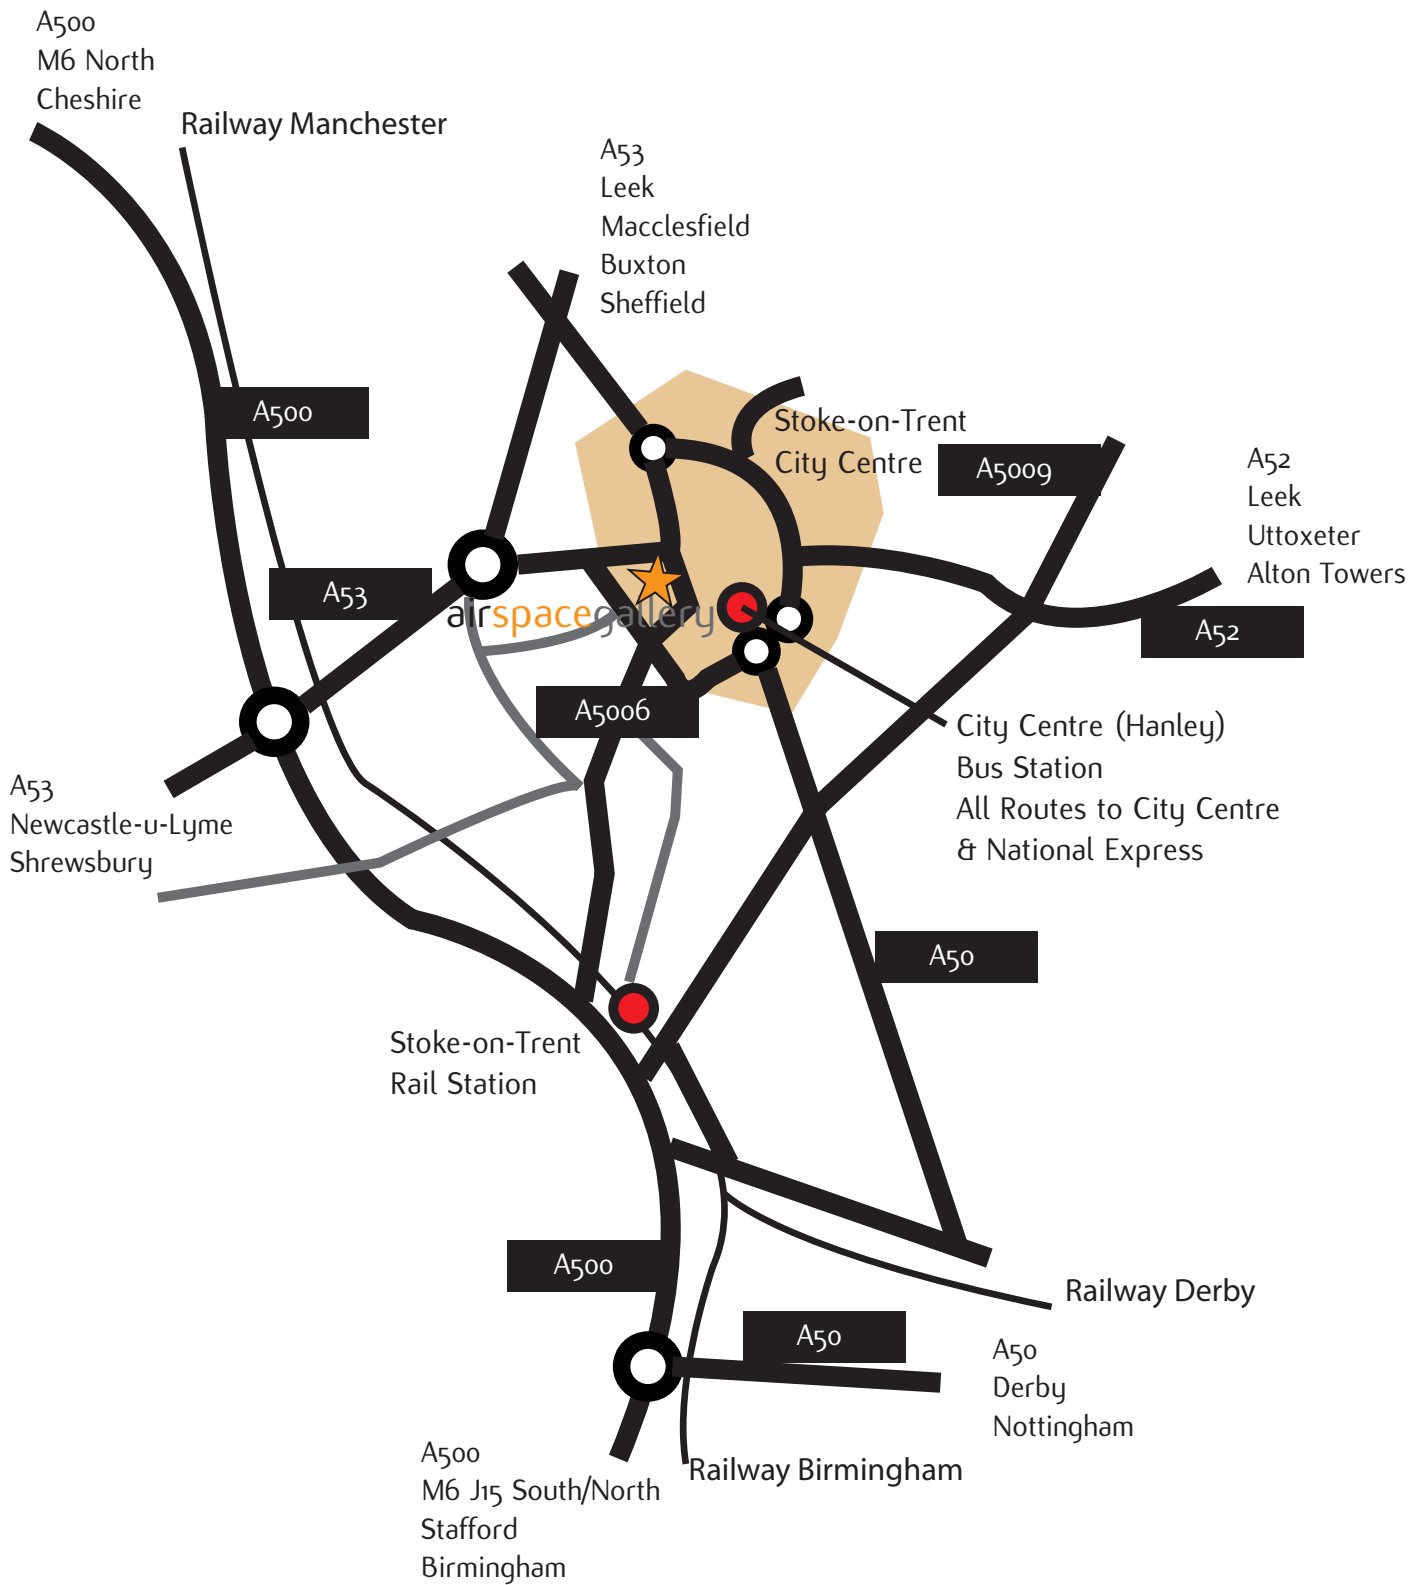 A500
M6 North
Cheshire
Railway Manchester
A53
Leek
Macclesfield
Buxton
Sheffield
A500
Stoke-on-Trent
City Centre
A5009
A52
Leek
Uttoxeter
Alton Towers
A53
airspacegallery
A52
A5006
City Centre (Hanley)
Bus Station
All Routes to City Centre
& National Express
A53
Newcastle-u-Lyme
Shrewsbury
A50
Stoke-on-Trent
Rail Station
A500
Railway Derby
A50
A50
Derby
Nottingham
A500
M6 J15 South/North
Stafford
Birmingham
Railway Birmingham